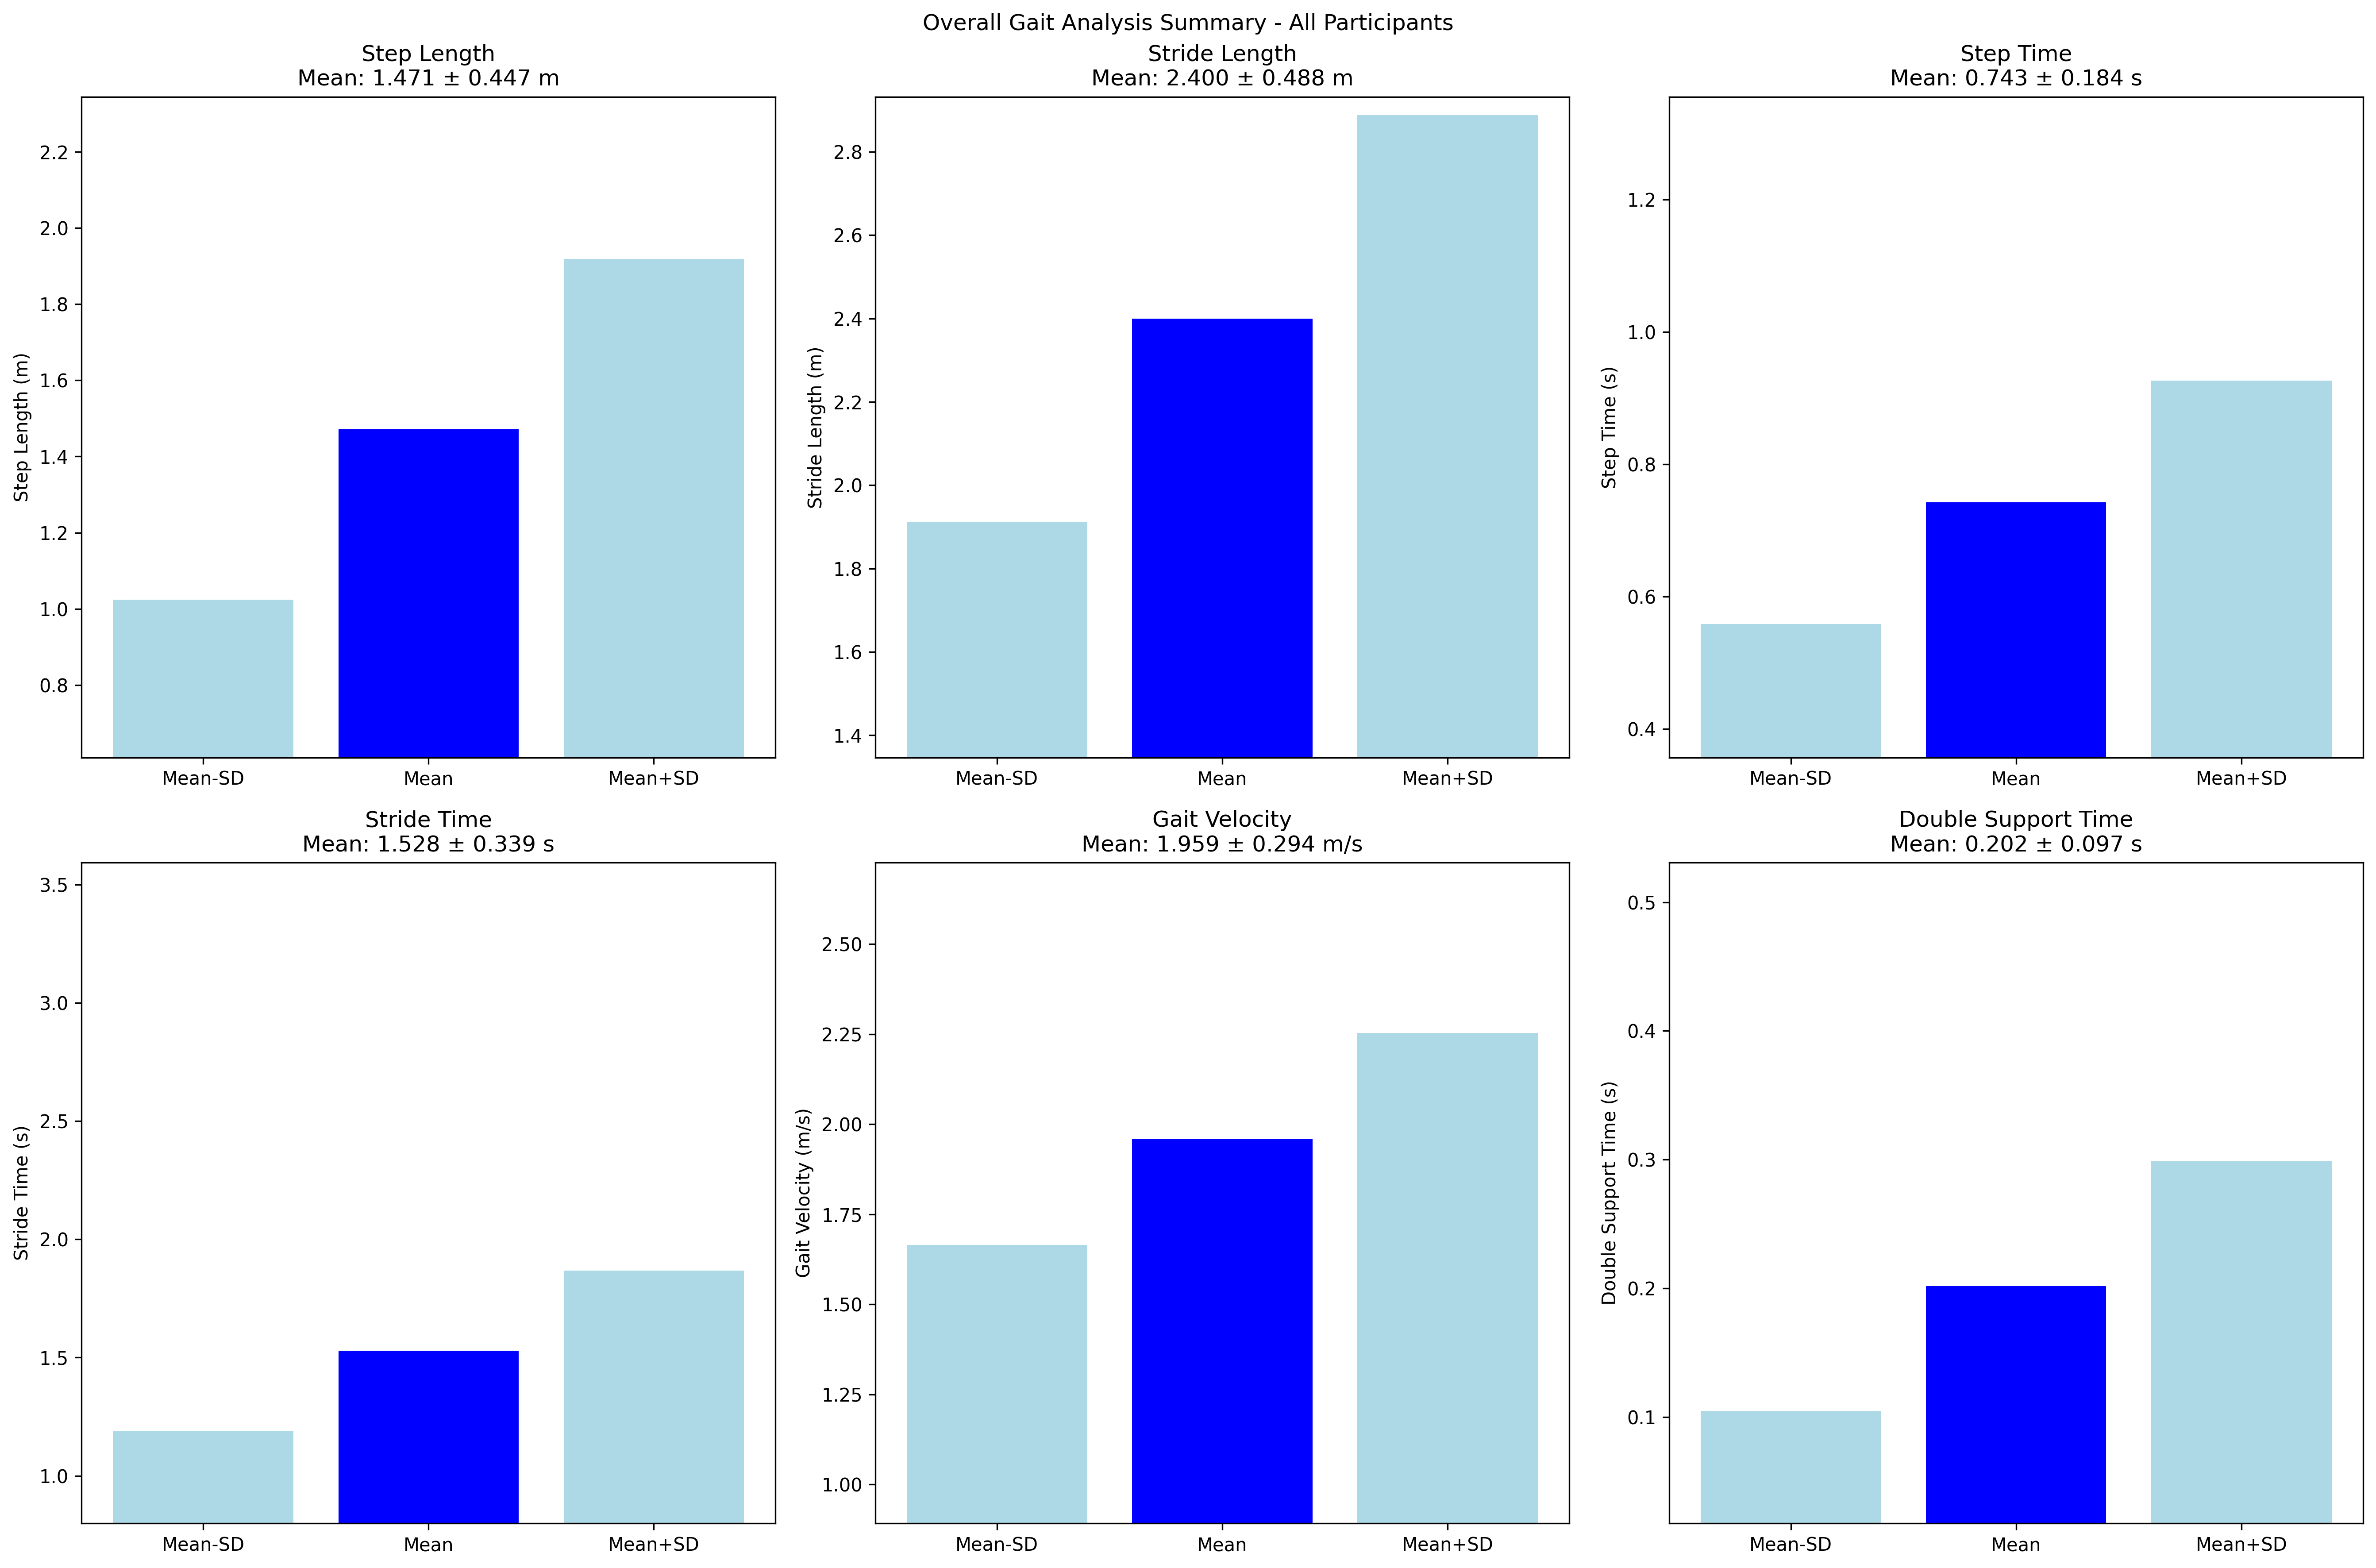 Overall Gait Analysis Summary - All Participants
Step Length
Mean: 1.471 ± 0.447 m
Step Length (m)
2.2
2.0
1.8
1.6
1.4
1.2
1.0
0.8
Mean-SD
Mean
Mean+SD
Stride Length
Mean: 2.400 ± 0.488 m
Stride Length (m)
2.8
2.6
2.4
2.2
2.0
1.8
1.6
1.4
Mean-SD
Mean
Mean+SD
Step Time
Mean: 0.743 ± 0.184 s
Step Time (s)
1.2
1.0
0.8
0.6
0.4
Mean-SD
Mean
Mean+SD
Stride Time
Mean: 1.528 ± 0.339 s
Stride Time (s)
3.5
3.0
2.5
2.0
1.5
1.0
Mean-SD
Mean
Mean+SD
Gait Velocity
Mean: 1.959 ± 0.294 m/s
Gait Velocity (m/s)
2.50
2.25
2.00
1.75
1.50
1.25
1.00
Mean-SD
Mean
Mean+SD
Double Support Time
Mean: 0.202 ± 0.097 s
Double Support Time (s)
0.5
0.4
0.3
0.2
0.1
Mean-SD
Mean
Mean+SD